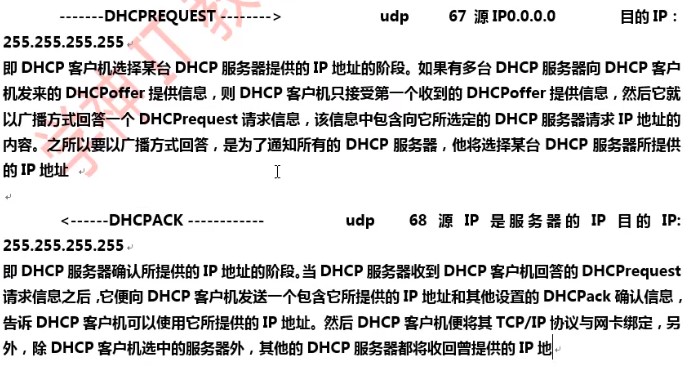 -------DHCPREQUEST --------> udp 67 源 IP0.0.0.0 目的 IP：
255.255.255.255
即 DHCP 客户机选择某台 DHCP 服务器提供的 IP 地址的阶段。如果有多台 DHCP 服务器向 DHCP 客户
机发来的 DHCPoffer 提供信息，则 DHCP 客户机只接受第一个收到的 DHCPoffer 提供信息，然后它就
以广播方式回答一个 DHCPrequest 请求信息，该信息中包含向它所选定的 DHCP 服务器请求 IP 地址的
内容。之所以要以广播方式回答，是为了通知所有的 DHCP 服务器，他将选择某台 DHCP 服务器所提供
的 IP 地址
<------DHCPACK ------------ udp 68 源 IP 是服务器的 IP 目的 IP:
255.255.255.255
即 DHCP 服务器确认所提供的 IP 地址的阶段。当 DHCP 服务器收到 DHCP 客户机回答的 DHCPrequest
请求信息之后，它便向 DHCP 客户机发送一个包含它所提供的 IP 地址和其他设置的 DHCPack 确认信息，
告诉 DHCP 客户机可以使用它所提供的 IP 地址。然后 DHCP 客户机便将其 TCP/IP 协议与网卡绑定，另
外，除 DHCP 客户机选中的服务器外，其他的 DHCP 服务器都将收回曾提供的 IP 地
学神 IT 教